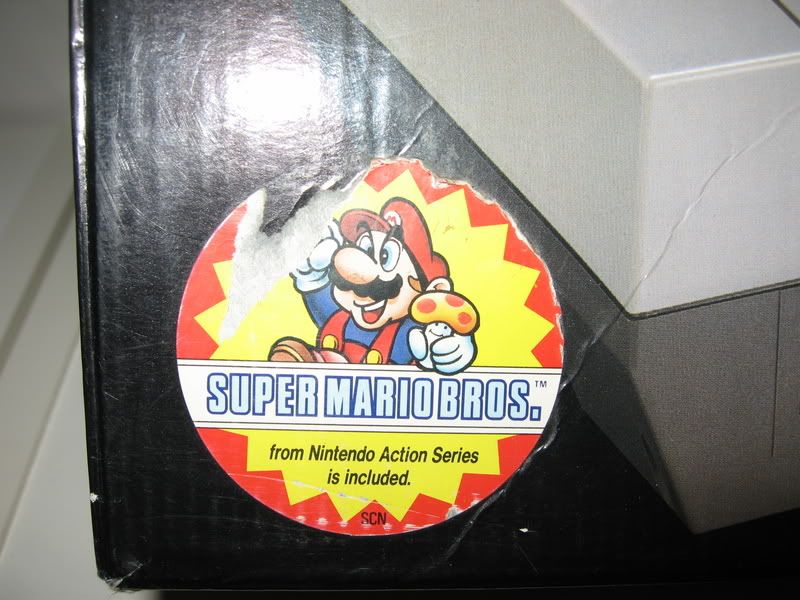 M
SUPER MARIO BROS.™
from Nintendo Action Series
is included.
SCN